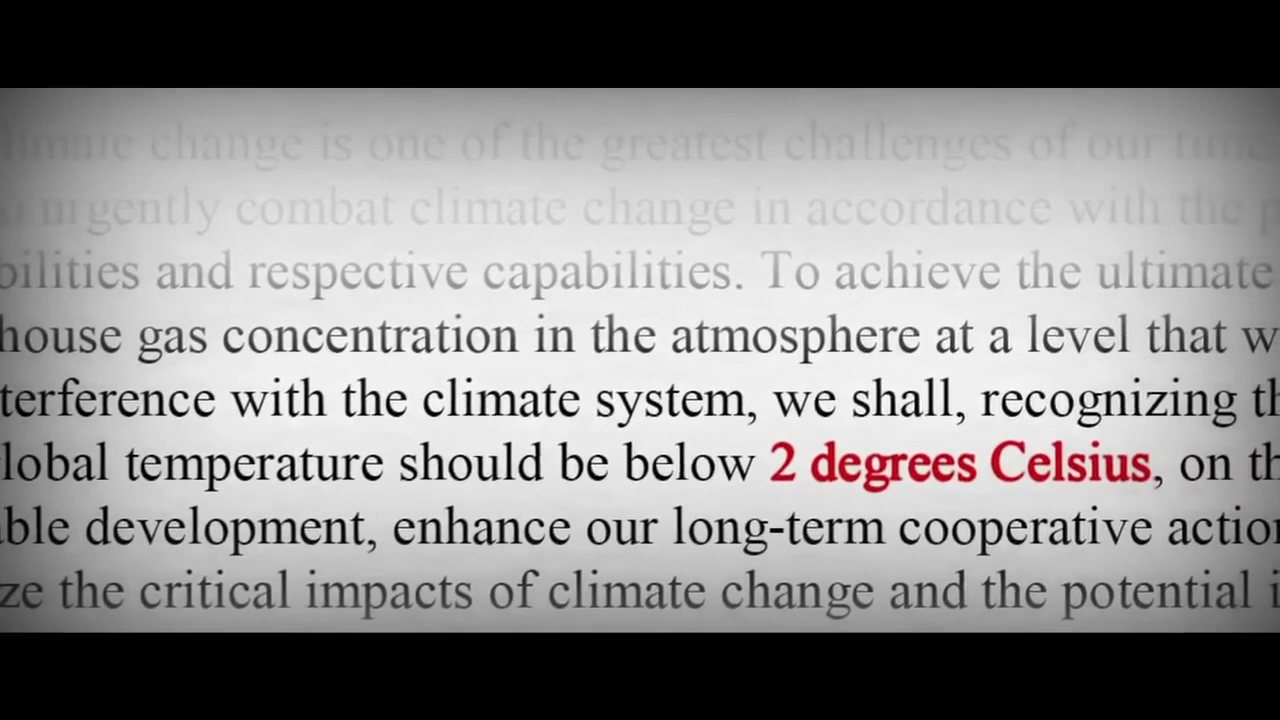 climate change is one of the greatest challenges of our time
o urgently combat climate change in accordance with the p
bilities and respective capabilities. To achieve the ultimate
house gas concentration in the atmosphere at a level that w
terference with the climate system, we shall, recognizing th
lobal temperature should be below 2 degrees Celsius, on th
able development, enhance our long-term cooperative action
ze the critical impacts of climate change and the potential i